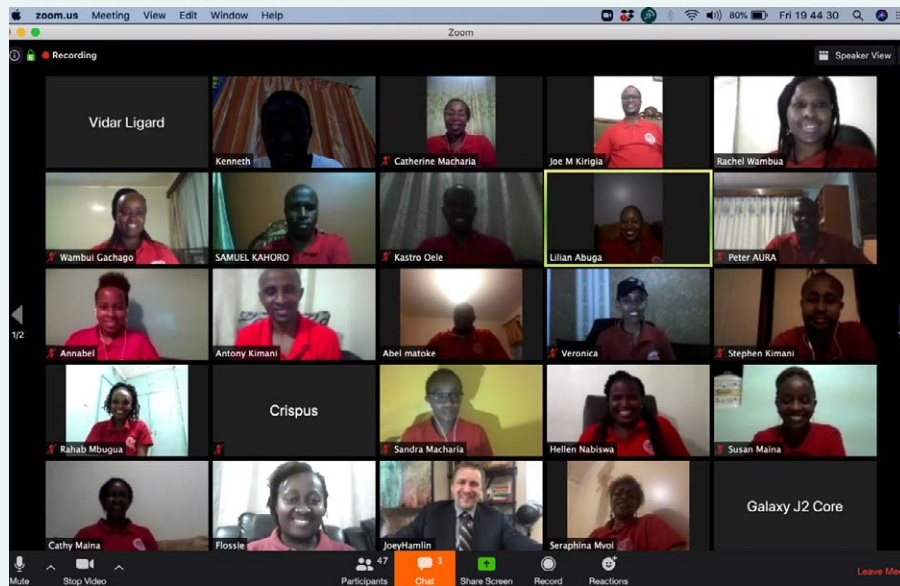 zoom.us Meeting View Edit Window Help 80% Fri 19 44 30
Zoom
Recording Speaker View
Vidar Ligard
Kenneth
Catherine Macharia
Joe M Kirigia
Rachel Wambua
Wambui Gachago
SAMUEL KAHORO
Kastro Oele
Lilian Abuga
Peter AURA
1/2
Annabel
Antony Kimani
Abel matoke
Veronica
Stephen Kimani
Rahab Mbugua
Crispus
Sandra Macharia
Hellen Nabiswa
Susan Maina
Cathy Maina
Flossie
JoeyHamlin
Seraphina Mvoi
Galaxy J2 Core
Mute
Stop Video
47
Participants
3
Chat
Share Screen
Record
Reactions
Leave Me